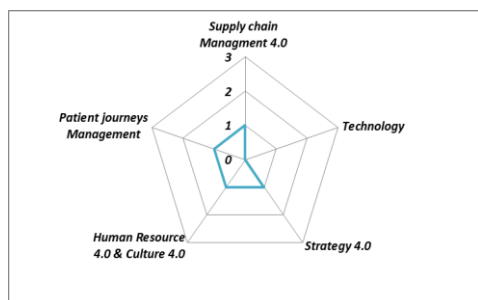 Supply chain
Managment 4.0
3
2
1
0
Patient journeys
Management
Technology
Human Resource
4.0 & Culture 4.0
Strategy 4.0